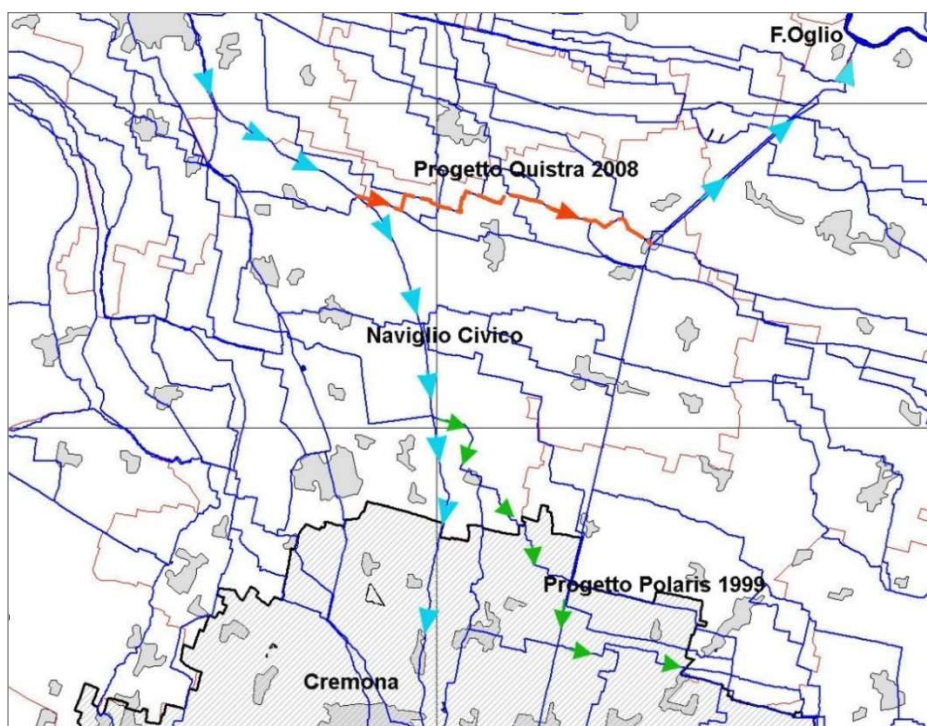 F.Oglio
Progetto Quistra 2008
Naviglio Civico
Progetto Polaris 1999
Cremona